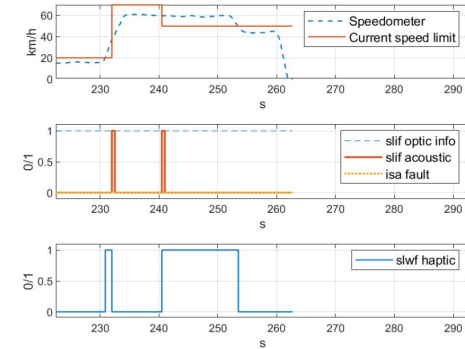 60
40
20
0
km/h
Speedometer
Current speed limit
230 240 250 260 270 280 290
s
1
0.5
0
0/1
slif optic info
slif acoustic
isa fault
230 240 250 260 270 280 290
s
1
0.5
0
0/1
slwf haptic
230 240 250 260 270 280 290
s